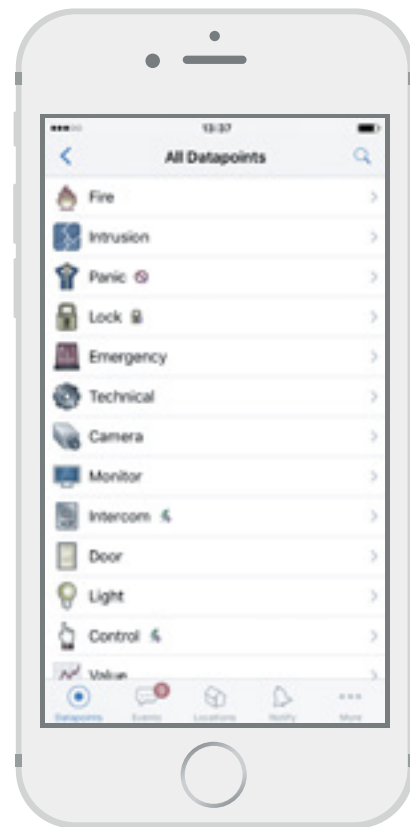 13:37
All Datapoints
Fire
Intrusion
Panic
Lock
Emergency
Technical
Camera
Monitor
Intercom
Door
Light
Control
Value
Datapoints Events Locations Notify More